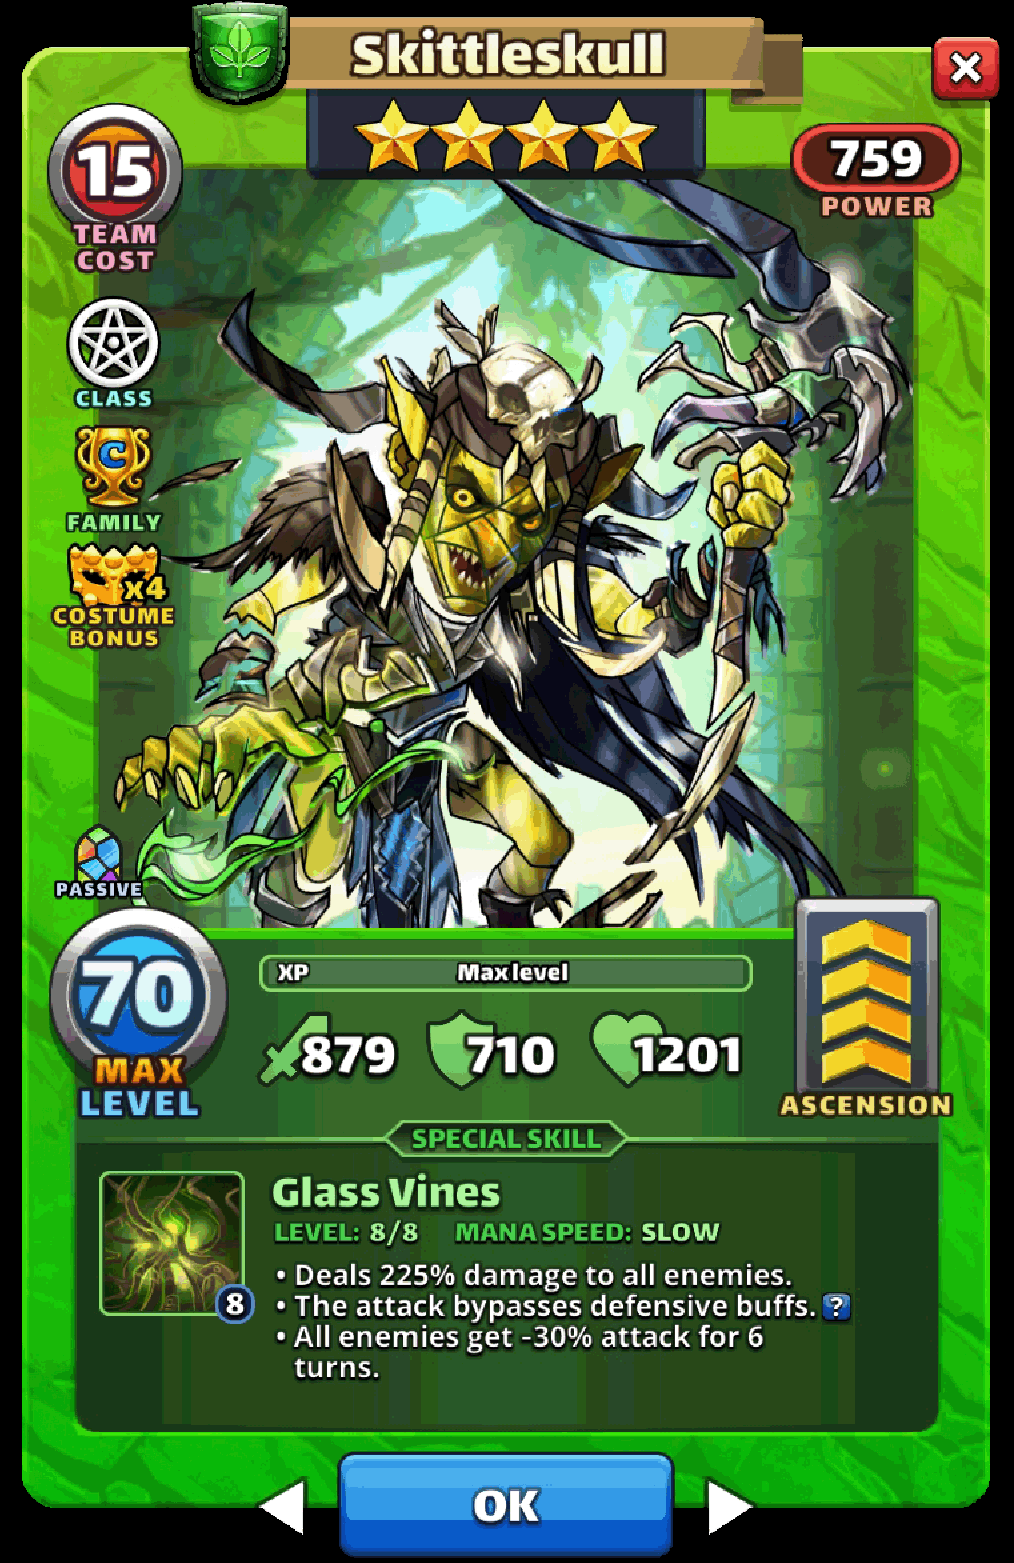 Skittleskull
15
TEAM
COST
759
POWER
CLASS
C
FAMILY
x4
COSTUME
BONUS
PASSIVE
70
MAX
LEVEL
XP
Max level
879
710
1201
ASCENSION
SPECIAL SKILL
Glass Vines
LEVEL: 8/8 MANA SPEED: SLOW
8
• Deals 225% damage to all enemies.
• The attack bypasses defensive buffs. ?
• All enemies get -30% attack for 6
turns.
OK